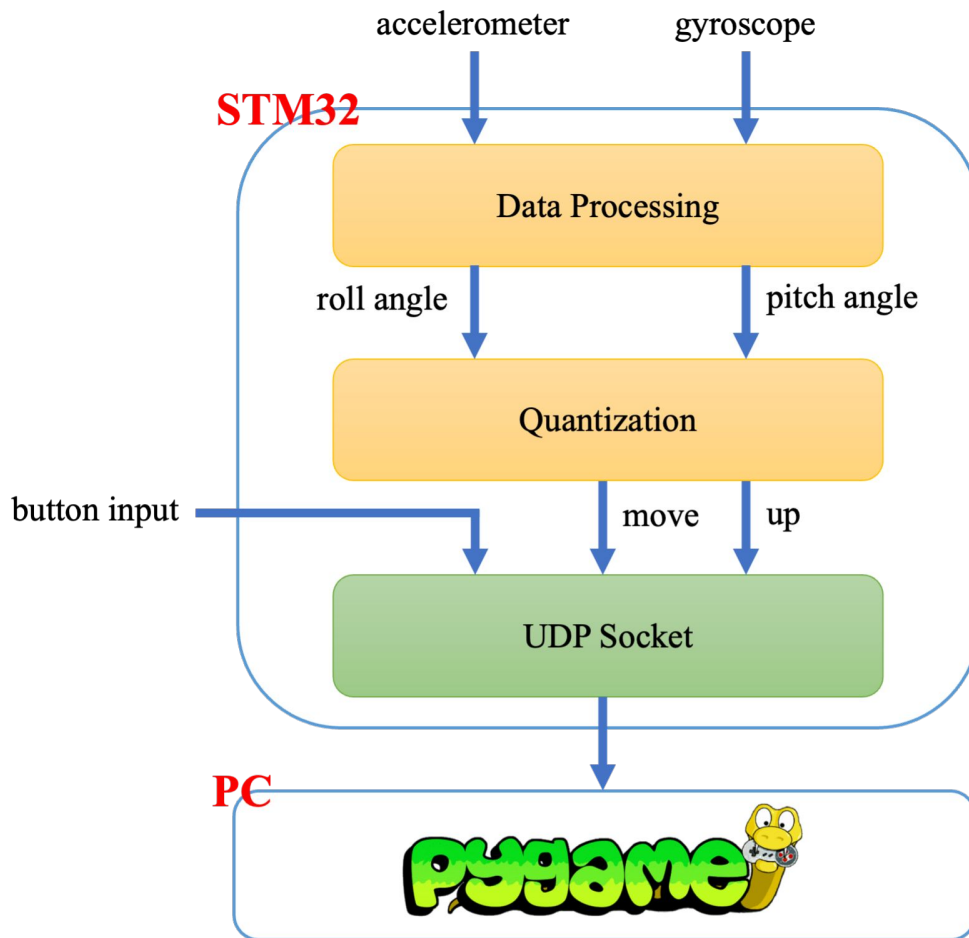 accelerometer
gyroscope
STM32
Data Processing
roll angle
pitch angle
Quantization
button input
move
up
UDP Socket
PC
pygame